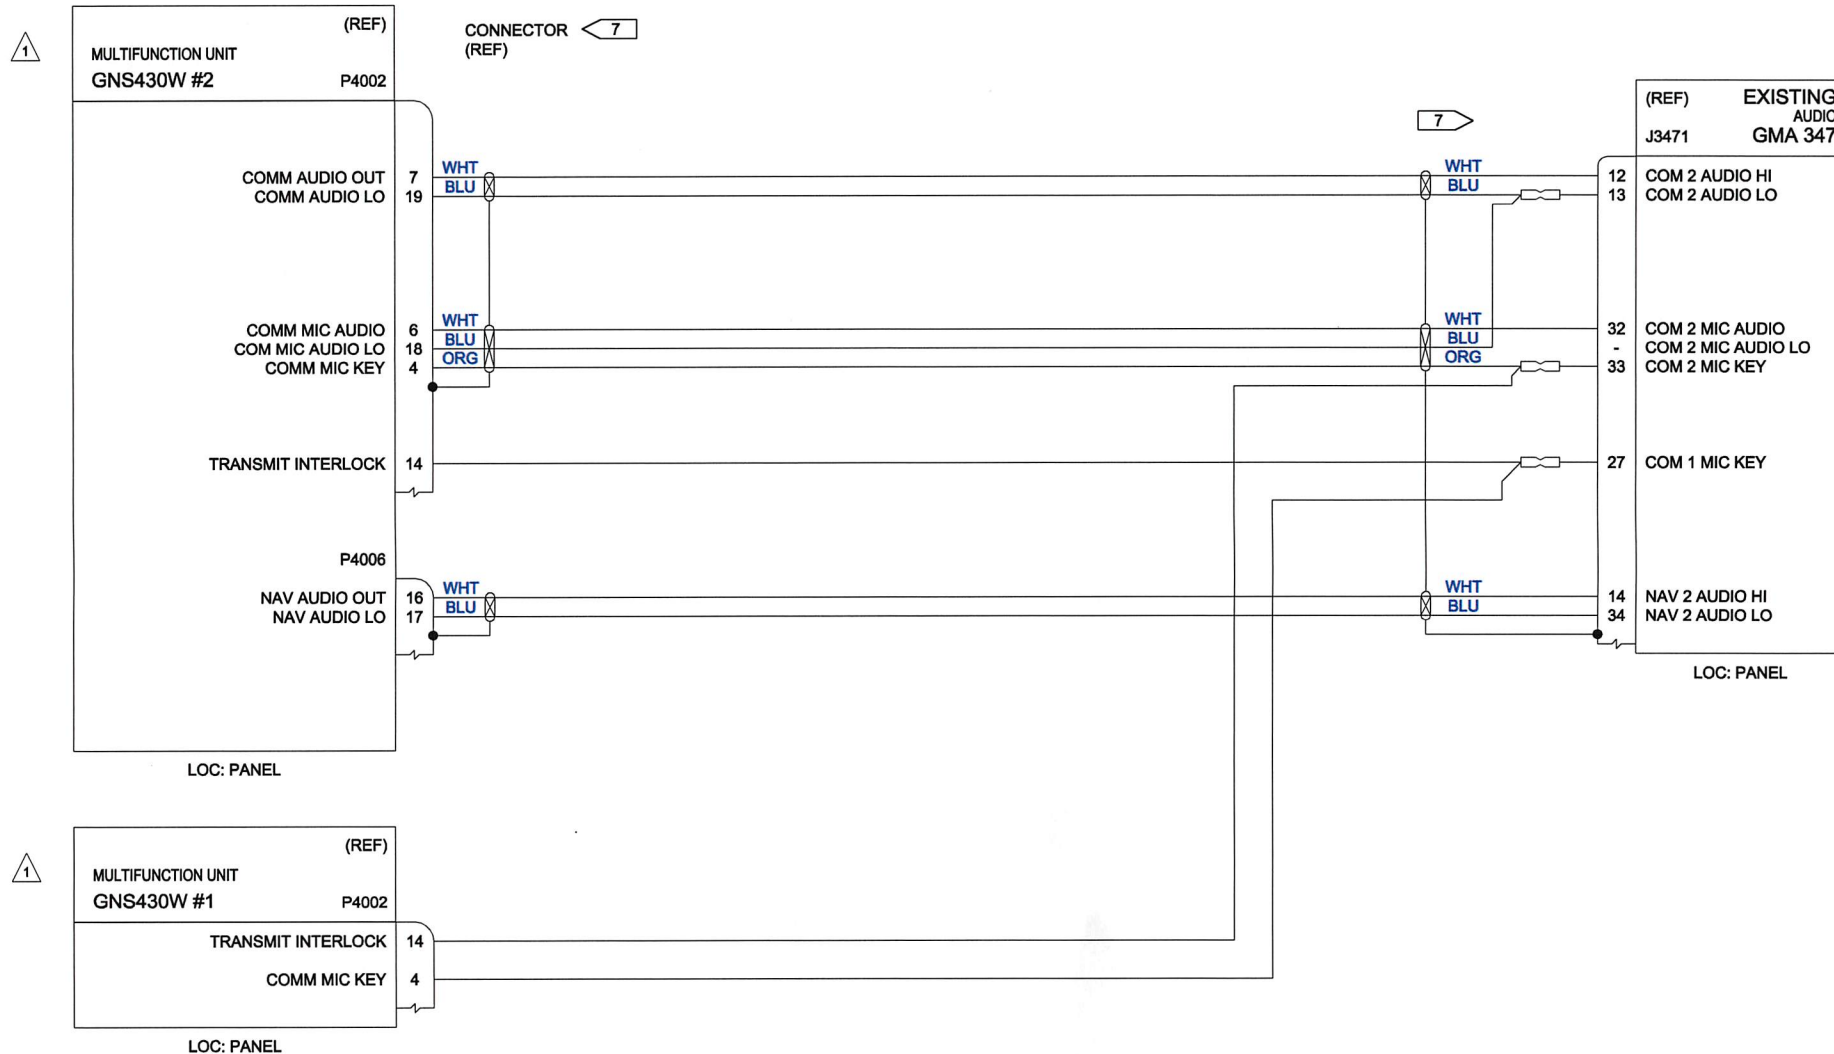 (REF)
MULTIFUNCTION UNIT
GNS430W #2 P4002
1
CONNECTOR 7
(REF)
COMM AUDIO OUT 7 WHT
COMM AUDIO LO 19 BLU
COMM MIC AUDIO 6 WHT
COM MIC AUDIO LO 18 BLU
COMM MIC KEY 4 ORG
TRANSMIT INTERLOCK 14
P4006
NAV AUDIO OUT 16 WHT
NAV AUDIO LO 17 BLU
LOC: PANEL
7
(REF) EXISTING
AUDIO
J3471 GMA 347
WHT 12 COM 2 AUDIO HI
BLU 13 COM 2 AUDIO LO
WHT 32 COM 2 MIC AUDIO
BLU - COM 2 MIC AUDIO LO
ORG 33 COM 2 MIC KEY
27 COM 1 MIC KEY
WHT 14 NAV 2 AUDIO HI
BLU 34 NAV 2 AUDIO LO
LOC: PANEL
1
(REF)
MULTIFUNCTION UNIT
GNS430W #1 P4002
TRANSMIT INTERLOCK 14
COMM MIC KEY 4
LOC: PANEL